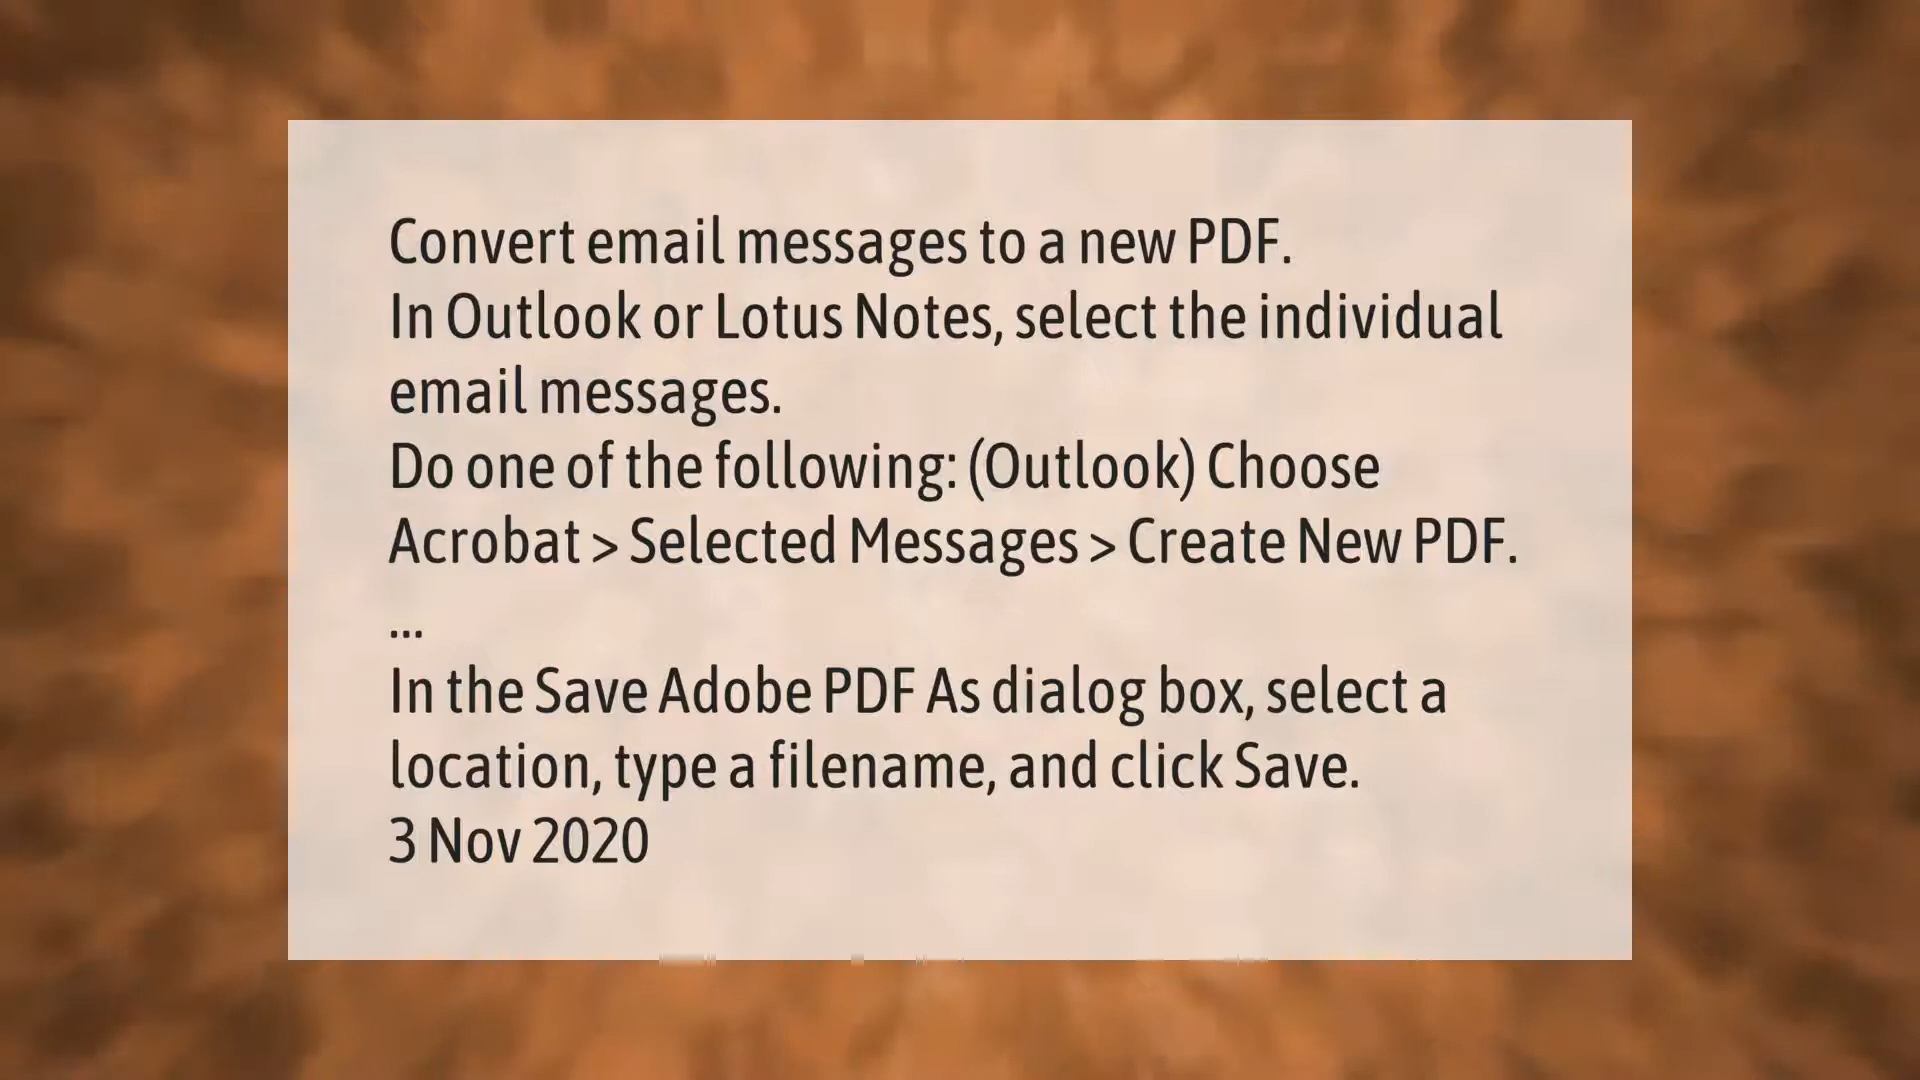 Convert email messages to a new PDF.
In Outlook or Lotus Notes, select the individual
email messages.
Do one of the following: (Outlook) Choose
Acrobat > Selected Messages > Create New PDF.
...
In the Save Adobe PDF As dialog box, select a
location, type a filename, and click Save.
3 Nov 2020